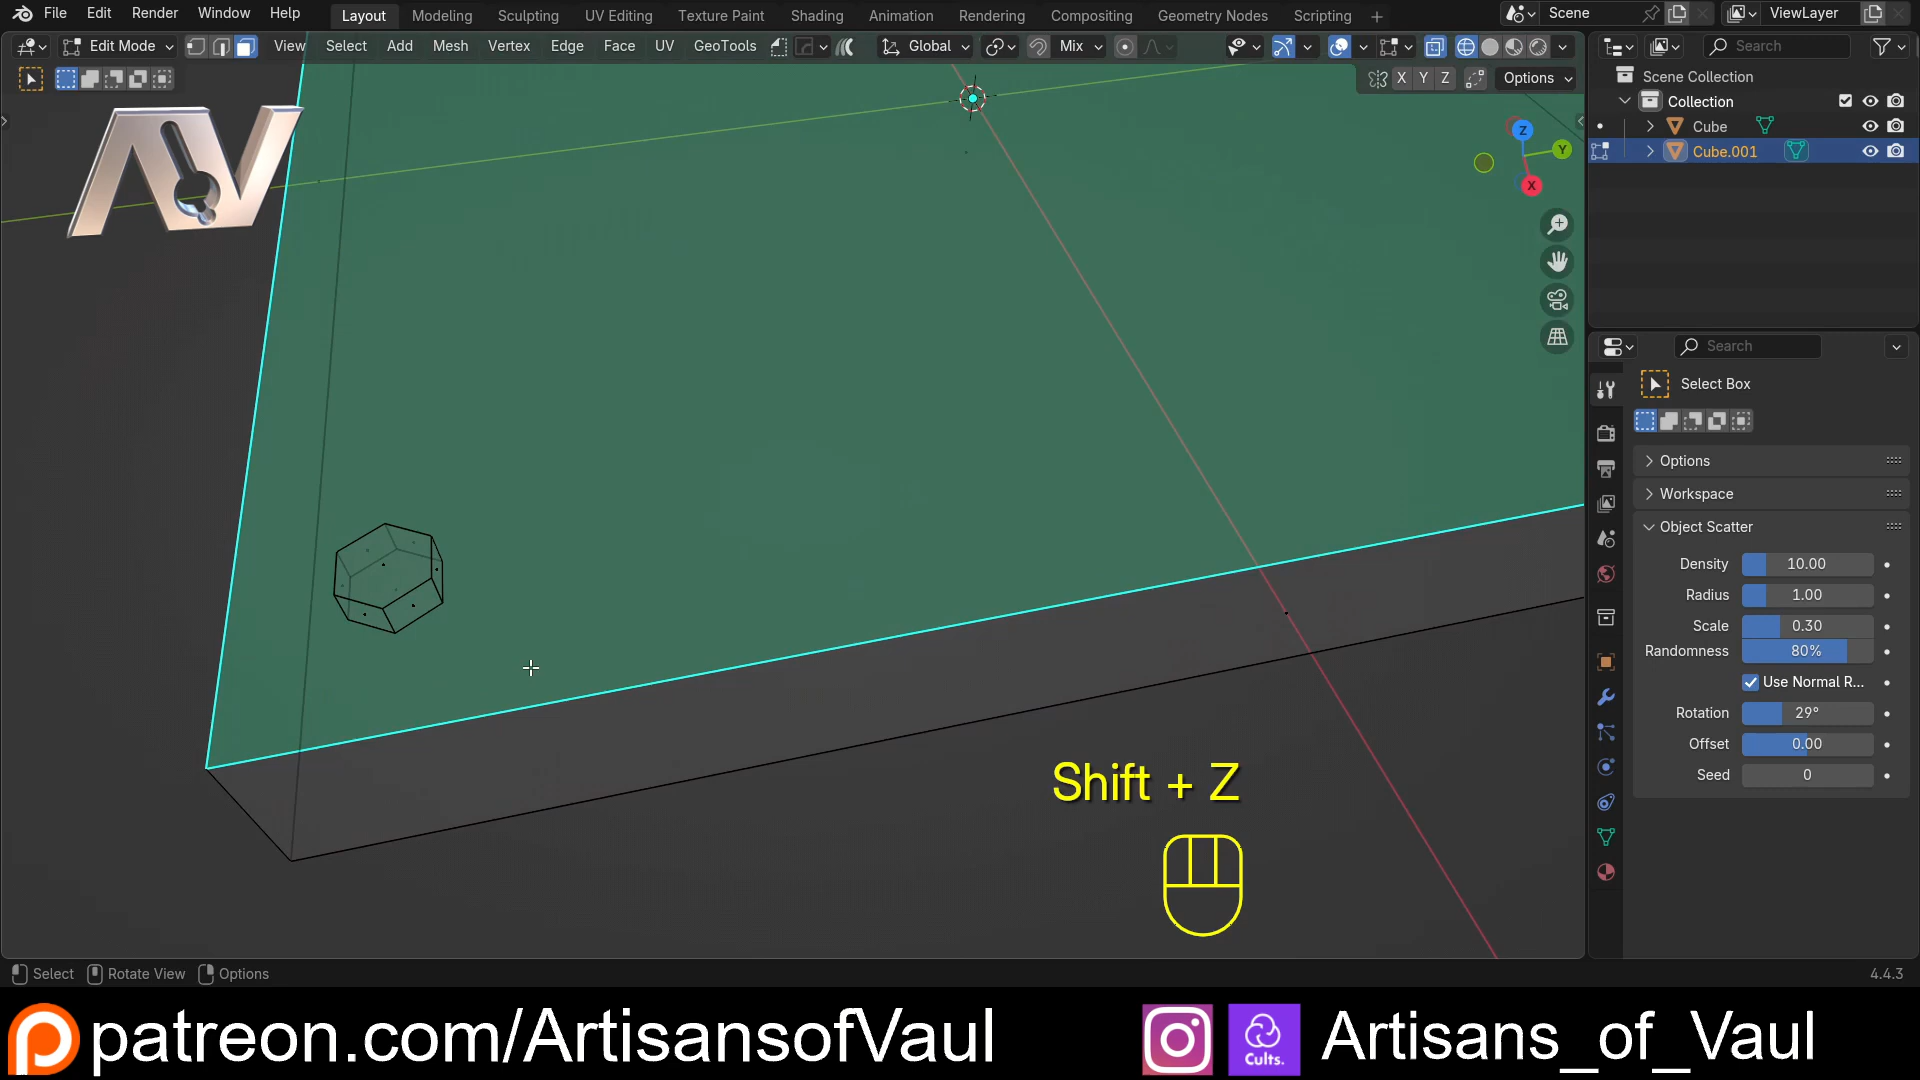 File Edit Render Window Help Layout Modeling Sculpting UV Editing Texture Paint Shading Animation Rendering Compositing Geometry Nodes Scripting + Scene ViewLayer
Edit Mode View Select Add Mesh Vertex Edge Face UV GeoTools Global Mix Search
X Y Z Options
Scene Collection
Collection
Cube
Cube.001
Z
Y
X
AV
Search
Select Box
Options
Workspace
Object Scatter
Density 10.00
Radius 1.00
Scale 0.30
Randomness 80%
Use Normal R...
Rotation 29°
Offset 0.00
Seed 0
Shift + Z
Select Rotate View Options 4.4.3
patreon.com/ArtisansofVaul Cults. Artisans_of_Vaul